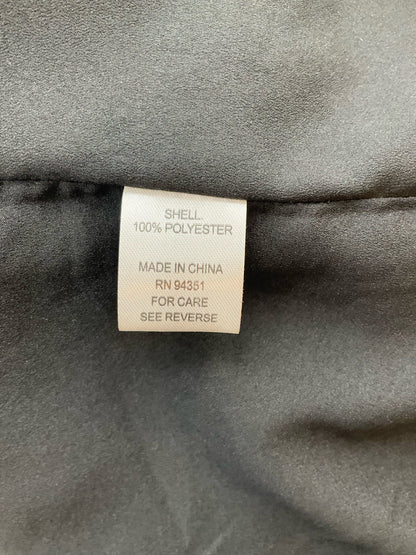 SHELL.
100% POLYESTER
MADE IN CHINA
RN 94351
FOR CARE
SEE REVERSE